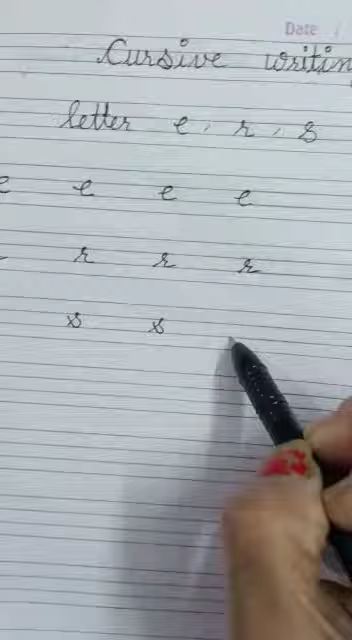 Date
Cursive writin
letter e, r, s
e e e e
r r r
s s